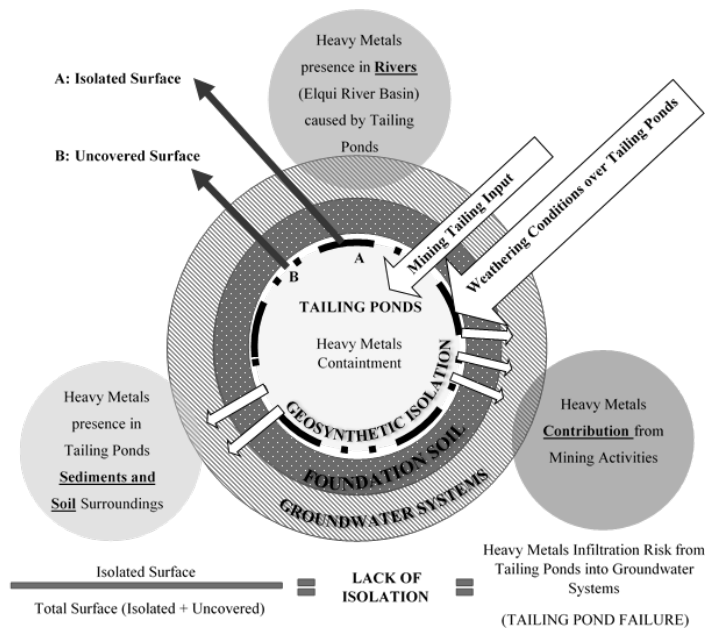 Heavy Metals
presence in Rivers
(Elqui River Basin)
caused by Tailing
Ponds
A: Isolated Surface
B: Uncovered Surface
Mining Tailing Input
Weathering Conditions over Tailing Ponds
A
B
TAILING PONDS
Heavy Metals
Containtment
GEOSYNTHETIC ISOLATION
FOUNDATION SOIL
GROUNDWATER SYSTEMS
Heavy Metals
presence in
Tailing Ponds
Sediments and
Soil Surroundings
Heavy Metals
Contribution from
Mining Activities
Isolated Surface
Total Surface (Isolated + Uncovered)
=
LACK OF
ISOLATION
=
Heavy Metals Infiltration Risk from
Tailing Ponds into Groundwater
Systems
(TAILING POND FAILURE)